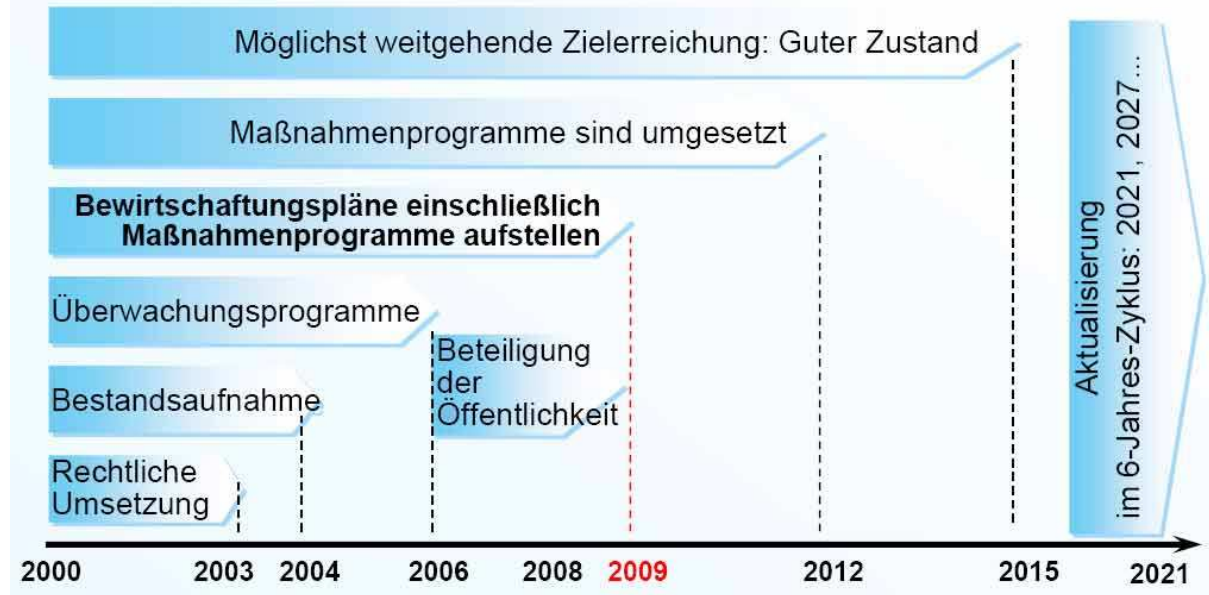 Möglichst weitgehende Zielerreichung: Guter Zustand
Maßnahmenprogramme sind umgesetzt
Bewirtschaftungspläne einschließlich
Maßnahmenprogramme aufstellen
Überwachungsprogramme
Beteiligung
der
Öffentlichkeit
Bestandsaufnahme
Rechtliche
Umsetzung
Aktualisierung
im 6-Jahres-Zyklus: 2021, 2027...
2000 2003 2004 2006 2008 2009 2012 2015 2021